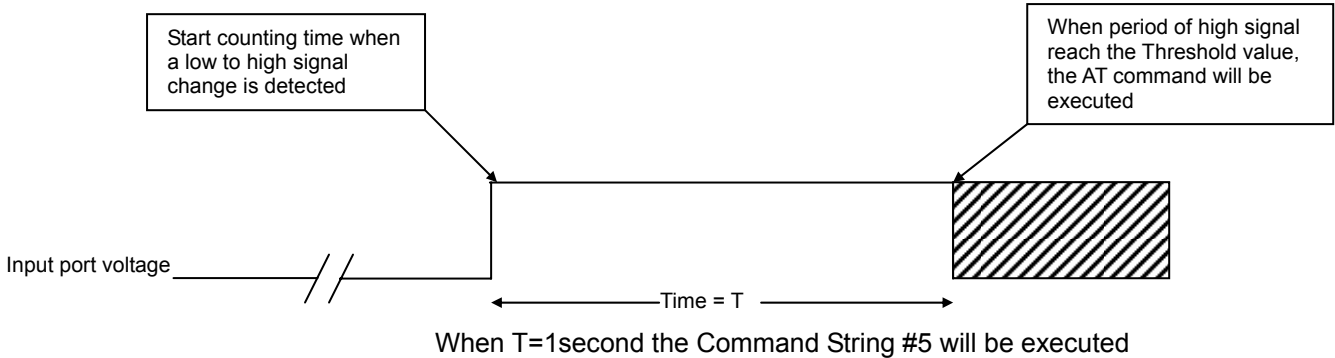 Start counting time when
a low to high signal
change is detected
When period of high signal
reach the Threshold value,
the AT command will be
executed
Input port voltage
Time = T
When T=1second the Command String #5 will be executed